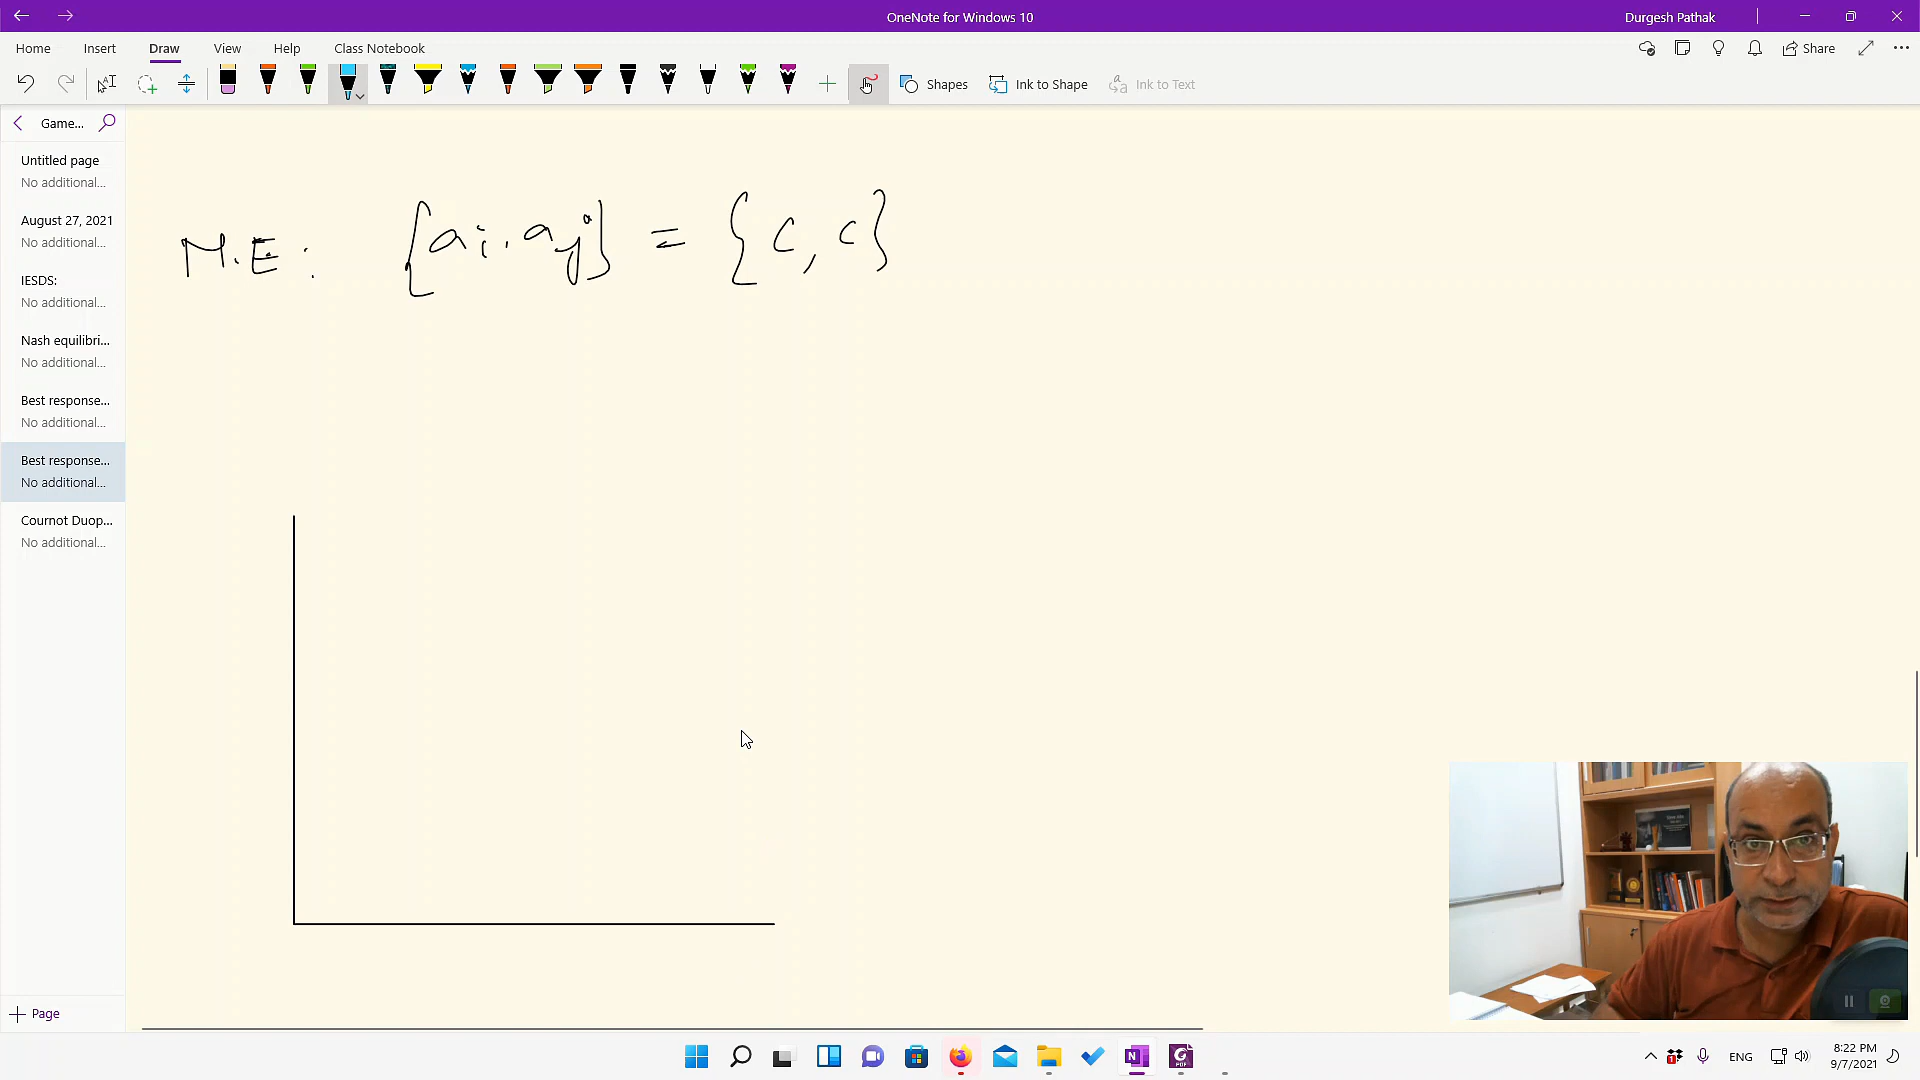 OneNote for Windows 10
Durgesh Pathak
Home Insert Draw View Help Class Notebook
Share
Shapes
Ink to Shape
Ink to Text
Game...
Untitled page
No additional...
August 27, 2021
No additional...
IESDS:
No additional...
Nash equilibri...
No additional...
Best response...
No additional...
Best response...
No additional...
Cournot Duop...
No additional...
Page
N.E : {ai, aj} = {c, c}
ENG
8:22 PM
9/7/2021